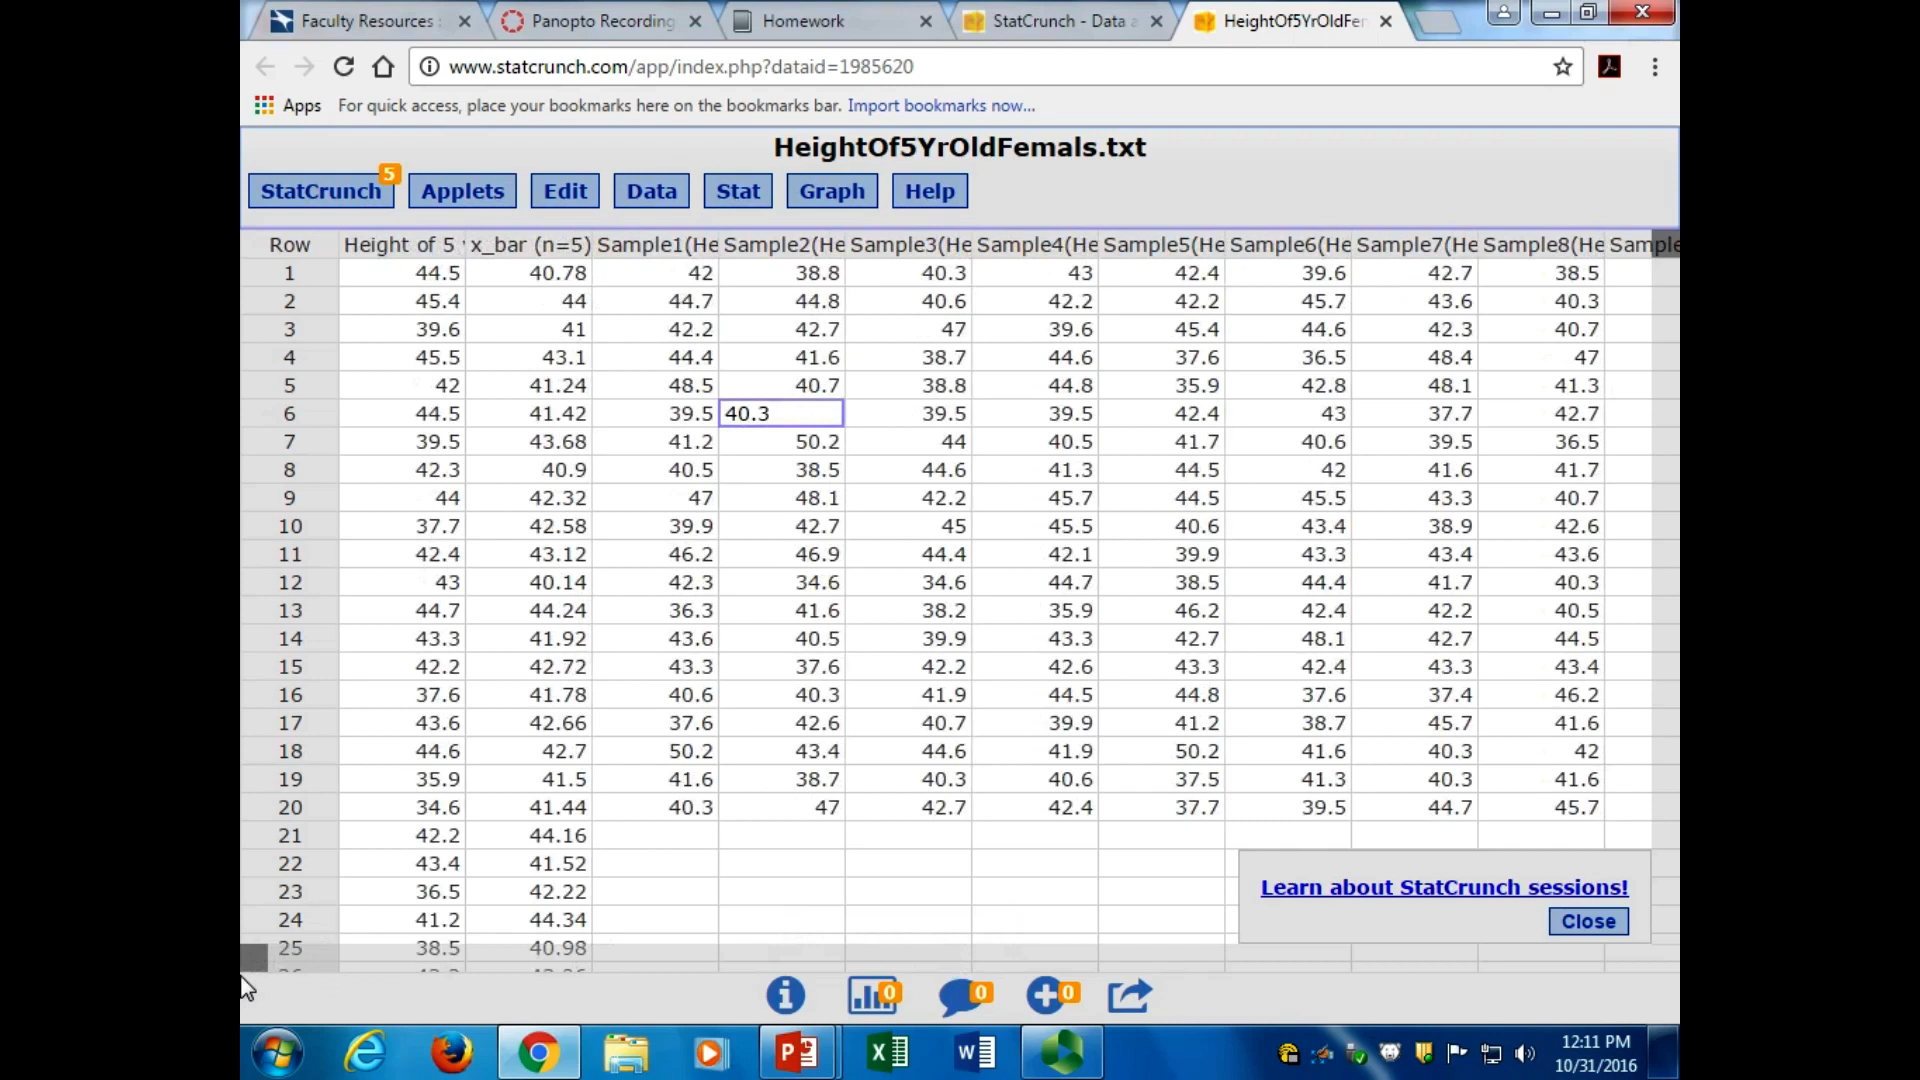 Faculty Resources : Panopto Recording Homework StatCrunch - Data a HeightOf5YrOldFem
www.statcrunch.com/app/index.php?dataid=1985620
Apps For quick access, place your bookmarks here on the bookmarks bar. Import bookmarks now...
HeightOf5YrOldFemals.txt
StatCrunch 5 Applets Edit Data Stat Graph Help
Row Height of 5 x_bar (n=5) Sample1(He Sample2(He Sample3(He Sample4(He Sample5(He Sample6(He Sample7(He Sample8(He Sample
1 44.5 40.78 42 38.8 40.3 43 42.4 39.6 42.7 38.5
2 45.4 44 44.7 44.8 40.6 42.2 42.2 45.7 43.6 40.3
3 39.6 41 42.2 42.7 47 39.6 45.4 44.6 42.3 40.7
4 45.5 43.1 44.4 41.6 38.7 44.6 37.6 36.5 48.4 47
5 42 41.24 48.5 40.7 38.8 44.8 35.9 42.8 48.1 41.3
6 44.5 41.42 39.5 40.3 39.5 39.5 42.4 43 37.7 42.7
7 39.5 43.68 41.2 50.2 44 40.5 41.7 40.6 39.5 36.5
8 42.3 40.9 40.5 38.5 44.6 41.3 44.5 42 41.6 41.7
9 44 42.32 47 48.1 42.2 45.7 44.5 45.5 43.3 40.7
10 37.7 42.58 39.9 42.7 45 45.5 40.6 43.4 38.9 42.6
11 42.4 43.12 46.2 46.9 44.4 42.1 39.9 43.3 43.4 43.6
12 43 40.14 42.3 34.6 34.6 44.7 38.5 44.4 41.7 40.3
13 44.7 44.24 36.3 41.6 38.2 35.9 46.2 42.4 42.2 40.5
14 43.3 41.92 43.6 40.5 39.9 43.3 42.7 48.1 42.7 44.5
15 42.2 42.72 43.3 37.6 42.2 42.6 43.3 42.4 43.3 43.4
16 37.6 41.78 40.6 40.3 41.9 44.5 44.8 37.6 37.4 46.2
17 43.6 42.66 37.6 42.6 40.7 39.9 41.2 38.7 45.7 41.6
18 44.6 42.7 50.2 43.4 44.6 41.9 50.2 41.6 40.3 42
19 35.9 41.5 41.6 38.7 40.3 40.6 37.5 41.3 40.3 41.6
20 34.6 41.44 40.3 47 42.7 42.4 37.7 39.5 44.7 45.7
21 42.2 44.16
22 43.4 41.52
23 36.5 42.22
24 41.2 44.34
25 38.5 40.98
Learn about StatCrunch sessions!
Close
0 0 0
12:11 PM
10/31/2016